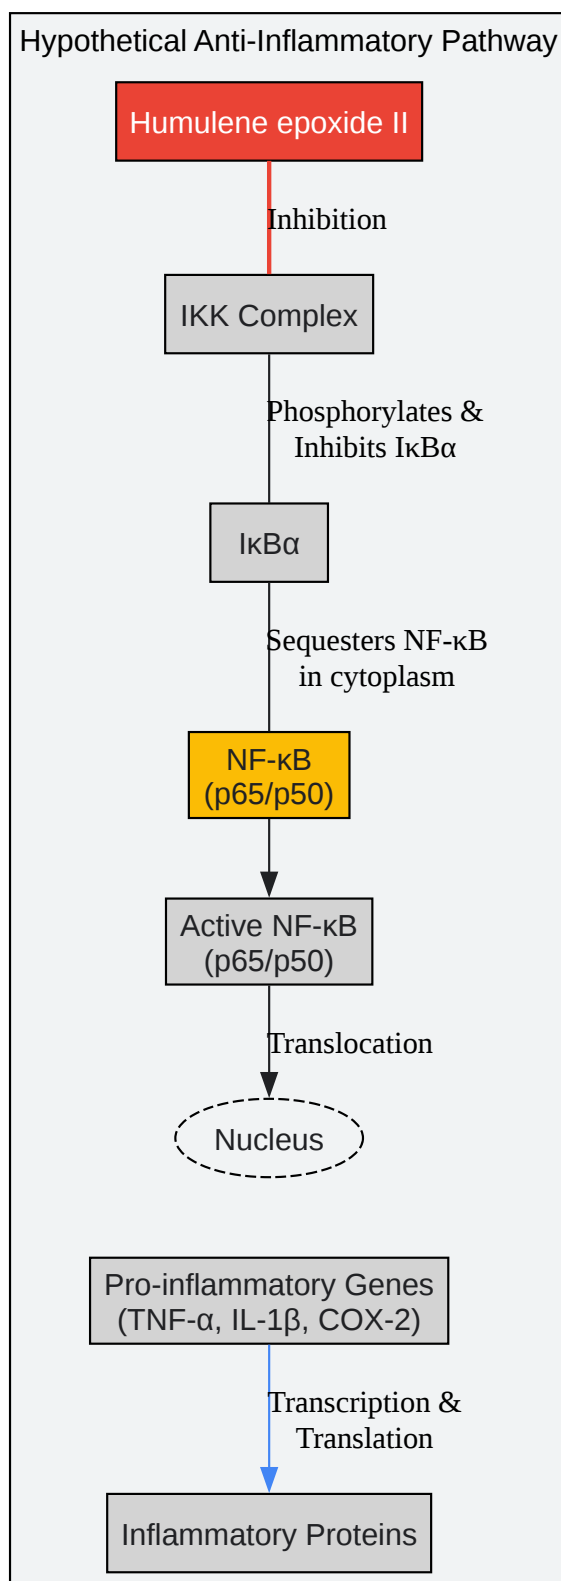 Hypothetical Anti-Inflammatory Pathway
Humulene epoxide II
Inhibition
IKK Complex
Phosphorylates &
Inhibits IκBα
IκBα
Sequesters NF-κB
in cytoplasm
NF-κB
(p65/p50)
Active NF-κB
(p65/p50)
Translocation
Nucleus
Pro-inflammatory Genes
(TNF-α, IL-1β, COX-2)
Transcription &
Translation
Inflammatory Proteins